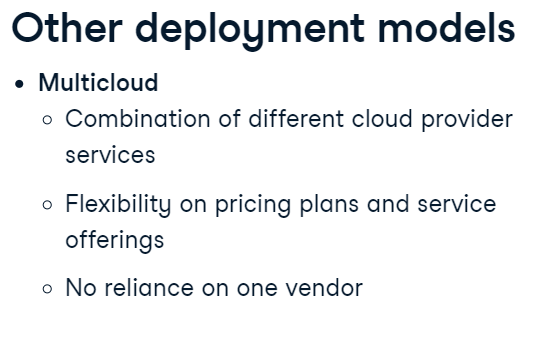 Other deployment models
• Multicloud
◦ Combination of different cloud provider
services
◦ Flexibility on pricing plans and service
offerings
◦ No reliance on one vendor